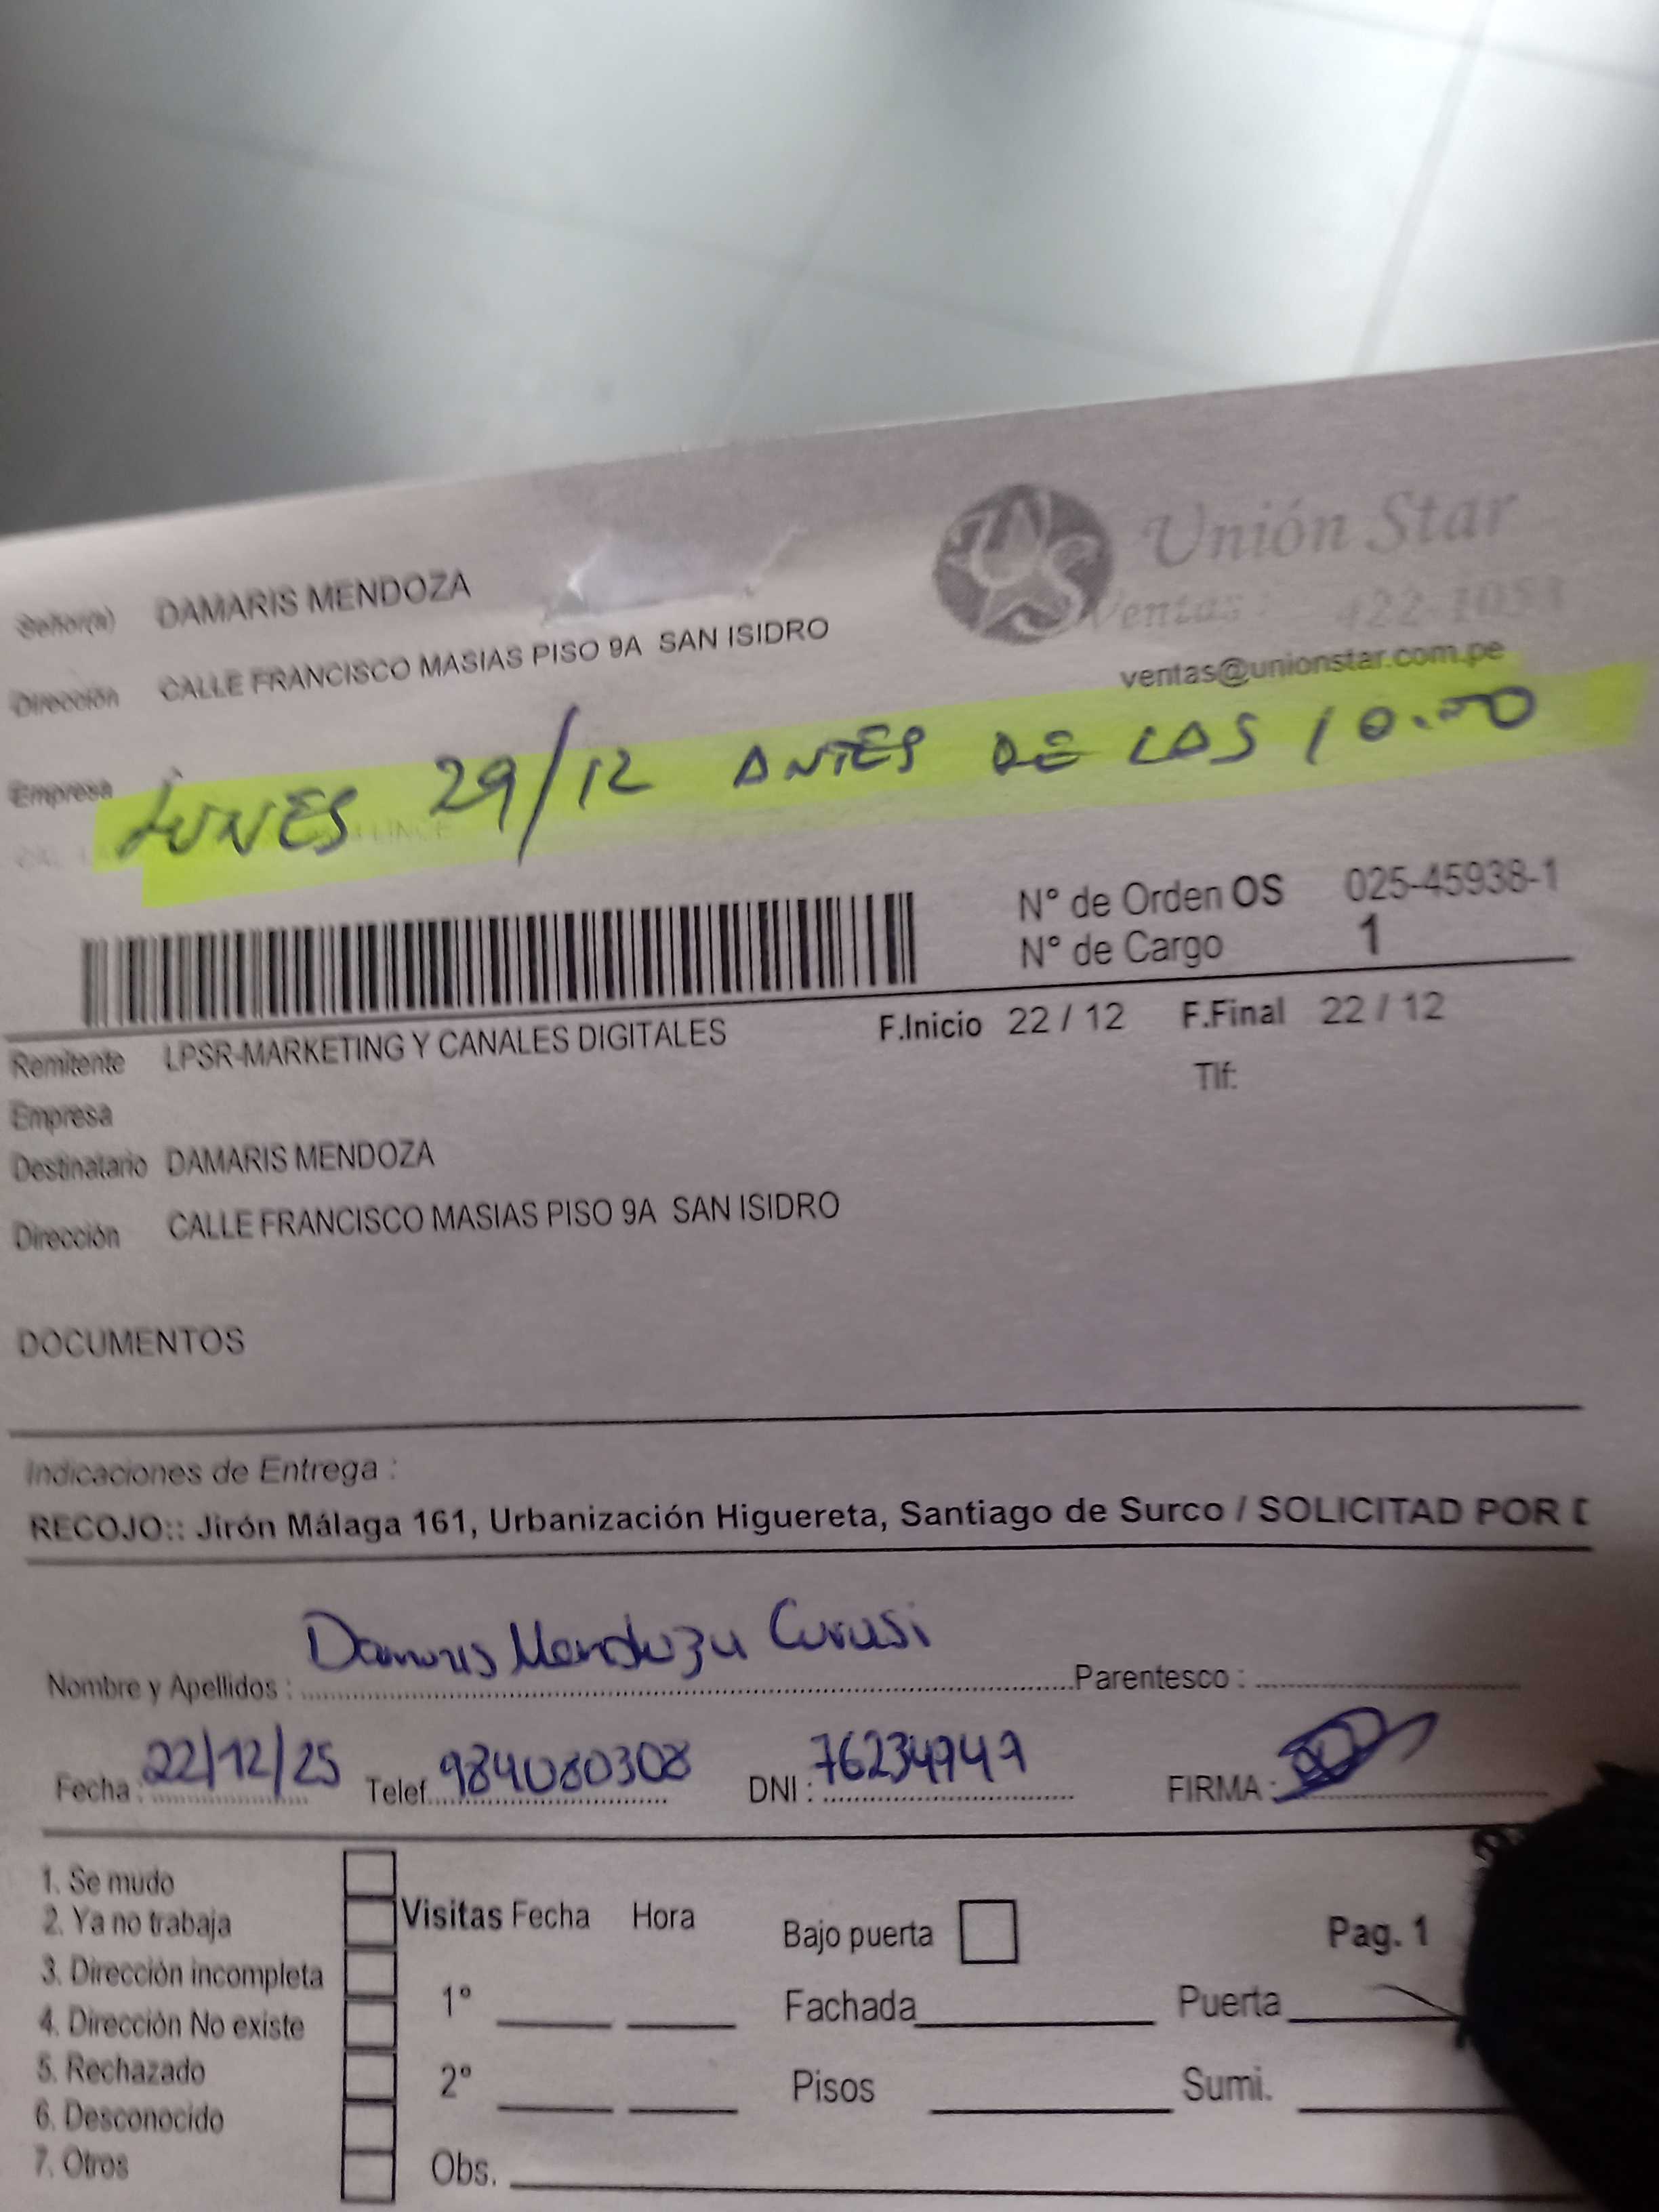 Unión Star
Señor(a) DAMARIS MENDOZA
Ventas: 422-1053
Dirección CALLE FRANCISCO MASIAS PISO 9A SAN ISIDRO
ventas@unionstar.com.pe
Empresa
LUNES 29/12 ANTES DE LAS 10.00
N° de Orden OS 025-45938-1
N° de Cargo 1
Remitente LPSR-MARKETING Y CANALES DIGITALES F.Inicio 22 / 12 F.Final 22 / 12
Tlf:
Empresa
Destinatario DAMARIS MENDOZA
Dirección CALLE FRANCISCO MASIAS PISO 9A SAN ISIDRO
DOCUMENTOS
Indicaciones de Entrega :
RECOJO:: Jirón Málaga 161, Urbanización Higuereta, Santiago de Surco / SOLICITAD POR
Nombre y Apellidos : Damaris Mendoza Curasi Parentesco :
Fecha : 22/12/25 Telef. 984080308 DNI : 76234949 FIRMA :
1. Se mudo
2. Ya no trabaja
3. Dirección incompleta
4. Dirección No existe
5. Rechazado
6. Desconocido
7. Otros
Visitas Fecha Hora
1º
2º
Obs.
Bajo puerta
Pag. 1
Fachada Puerta
Pisos Sumi.